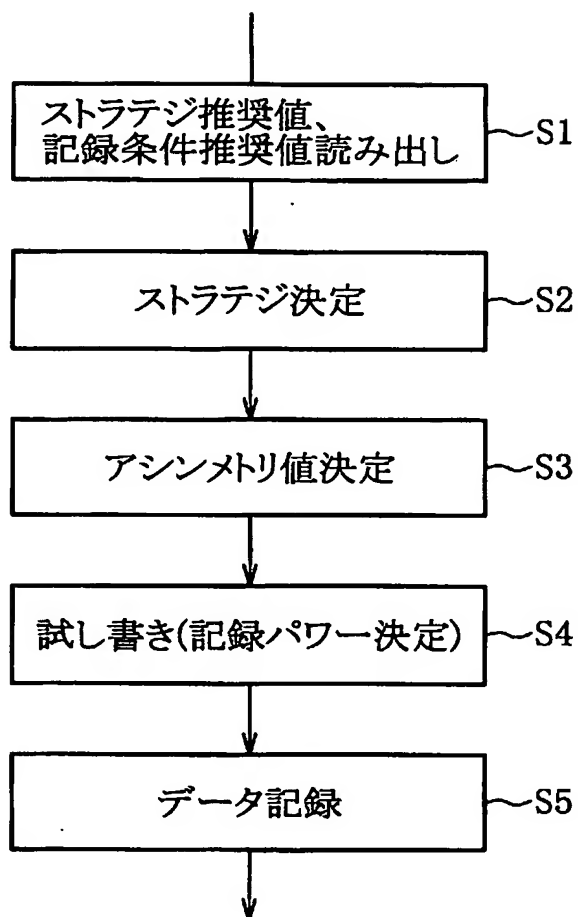 ストラテジ推奨値、
記録条件推奨値読み出し
~S1
ストラテジ決定
~S2
アシンメトリ値決定
~S3
試し書き(記録パワー決定)
~S4
データ記録
~S5